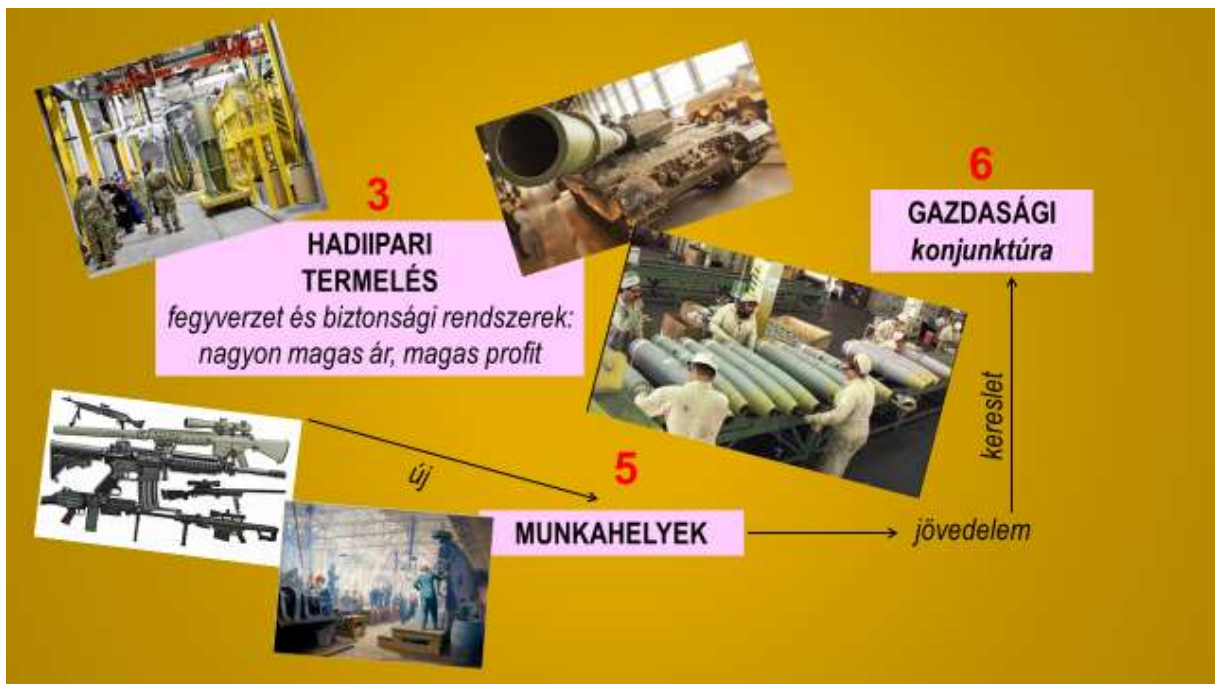 3
HADIIPARI
TERMELÉS
fegyverzet és biztonsági rendszerek:
nagyon magas ár, magas profit
új
5
MUNKAHELYEK
jövedelem
kereslet
6
GAZDASÁGI
konjunktúra